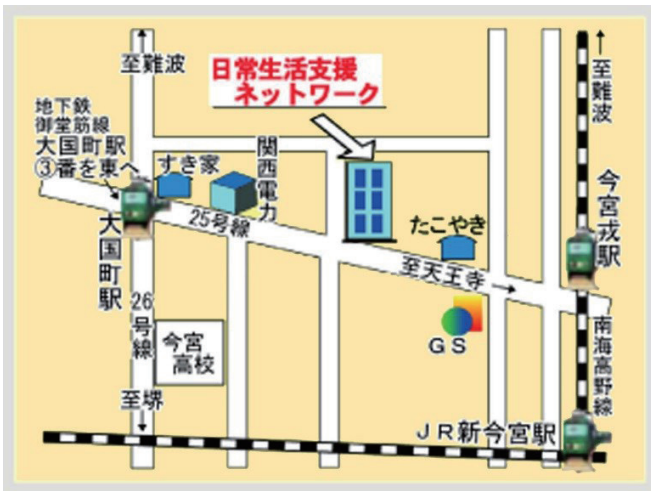 至難波
日常生活支援
ネットワーク
至難波
地下鉄
御堂筋線
大国町駅
③番を東へ
すき家
関西電力
25号線
たこやき
今宮戎駅
大国町駅
至天王寺
26号線
今宮
高校
GS
南海高野線
至堺
JR新今宮駅